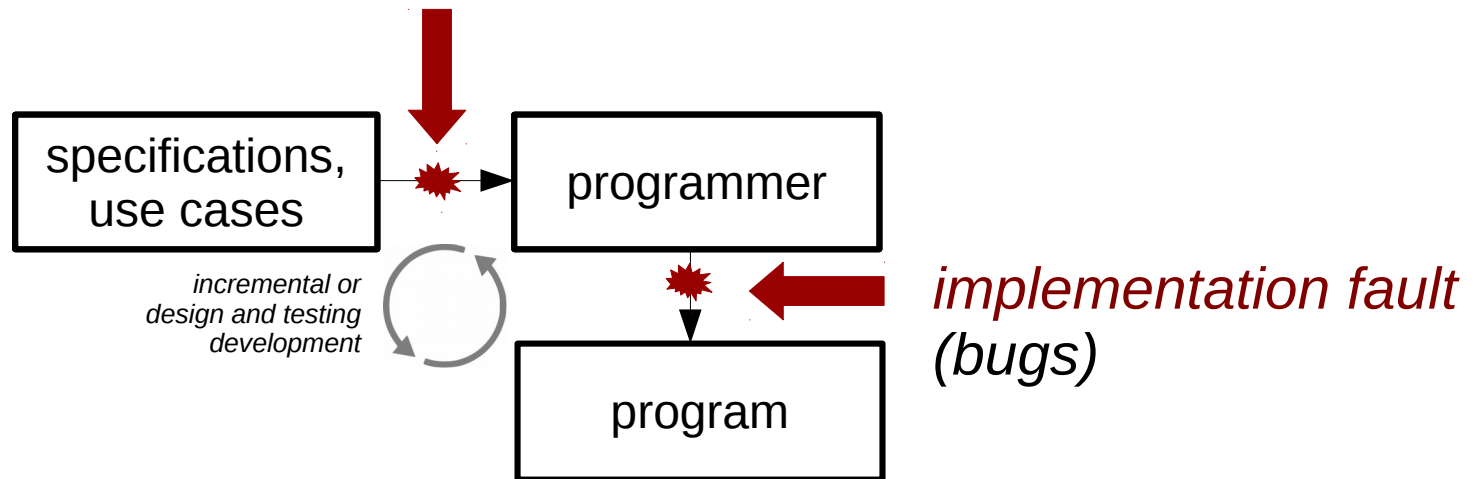 specifications,
use cases
programmer
incremental or
design and testing
development
implementation fault
(bugs)
program